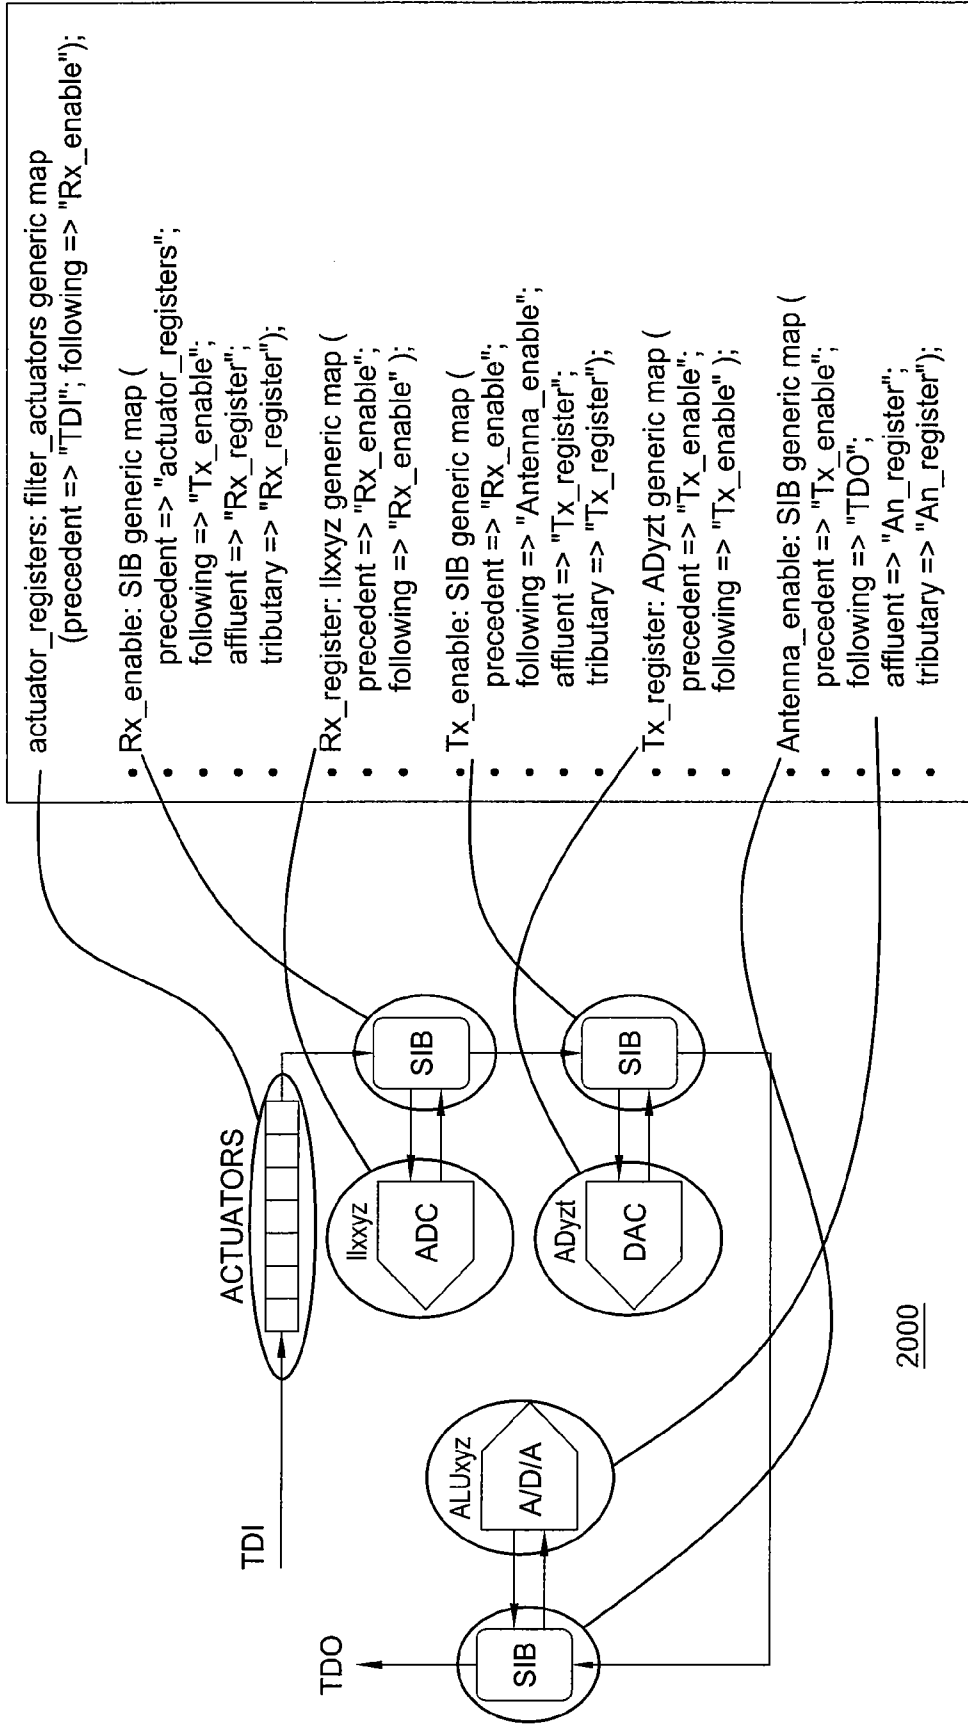 TDI
TDO
ACTUATORS
SIB
ALUxyz
A/D/A
IIxxyz
ADC
SIB
ADyzt
DAC
SIB
2000
actuator_registers: filter_actuators generic map
(precedent => "TDI"; following => "Rx_enable");
• Rx_enable: SIB generic map (
• precedent => "actuator_registers";
• following => "Tx_enable";
• affluent => "Rx_register";
• tributary => "Rx_register");
• Rx_register: IIxxyz generic map (
• precedent => "Rx_enable";
• following => "Rx_enable" );
• Tx_enable: SIB generic map (
• precedent => "Rx_enable";
• following => "Antenna_enable";
• affluent => "Tx_register";
• tributary => "Tx_register");
• Tx_register: ADyzt generic map (
• precedent => "Tx_enable";
• following => "Tx_enable" );
• Antenna_enable: SIB generic map (
• precedent => "Tx_enable";
• following => "TDO";
• affluent => "An_register";
• tributary => "An_register");